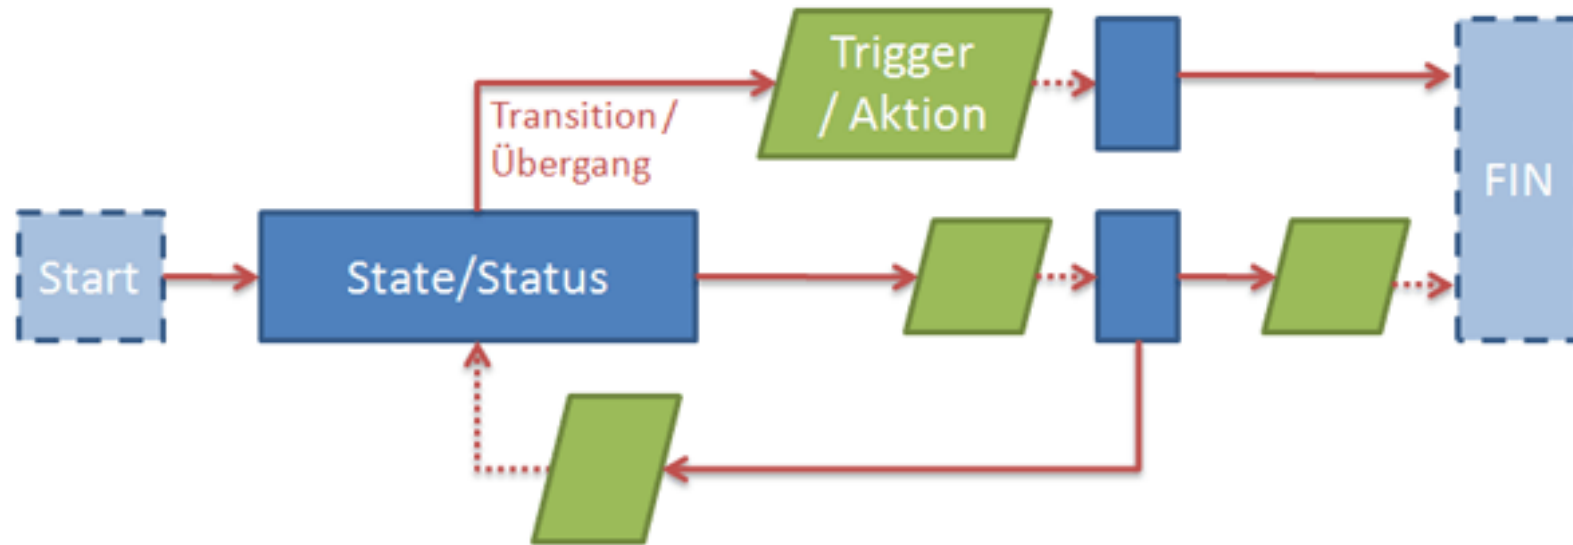 Trigger
/ Aktion
Transition /
Übergang
FIN
Start
State/Status